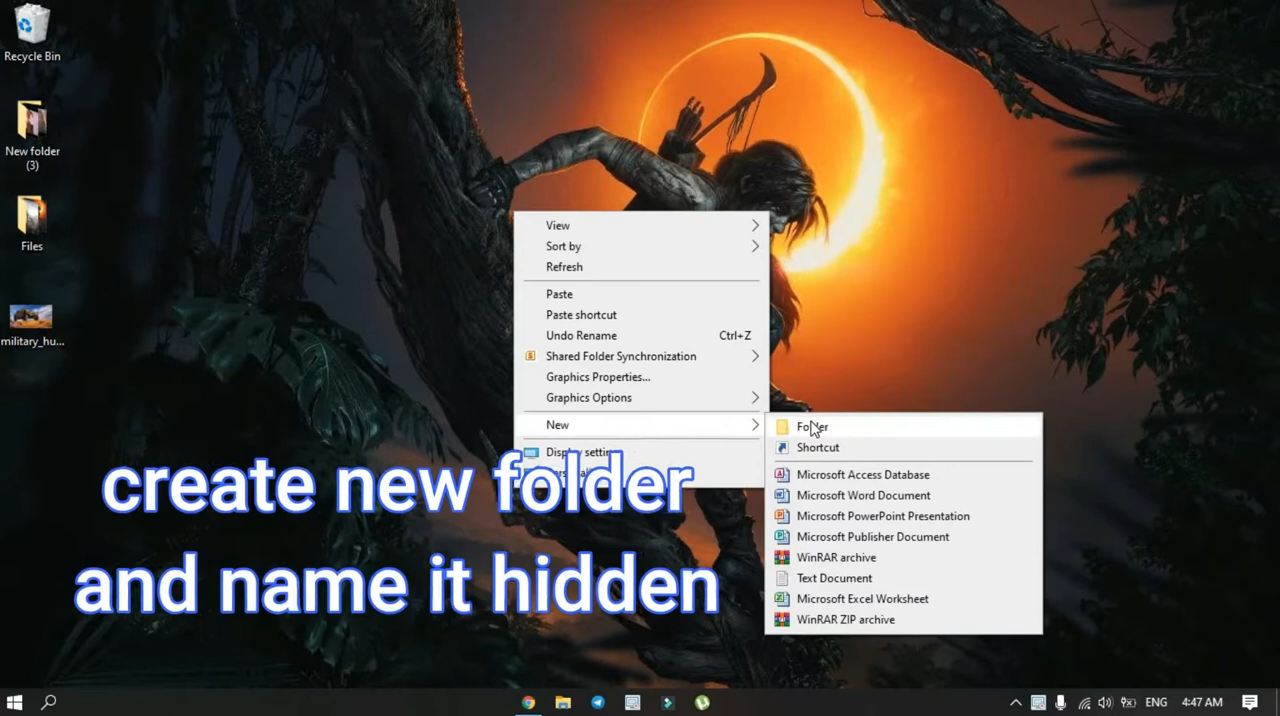 Recycle Bin
New folder
(3)
Files
military_hu...
View
Sort by
Refresh
Paste
Paste shortcut
Undo Rename Ctrl+Z
Shared Folder Synchronization
Graphics Properties...
Graphics Options
New
Folder
Shortcut
Microsoft Access Database
Microsoft Word Document
Microsoft PowerPoint Presentation
Microsoft Publisher Document
WinRAR archive
Text Document
Microsoft Excel Worksheet
WinRAR ZIP archive
Display
create new folder
and name it hidden
ENG 4:47 AM